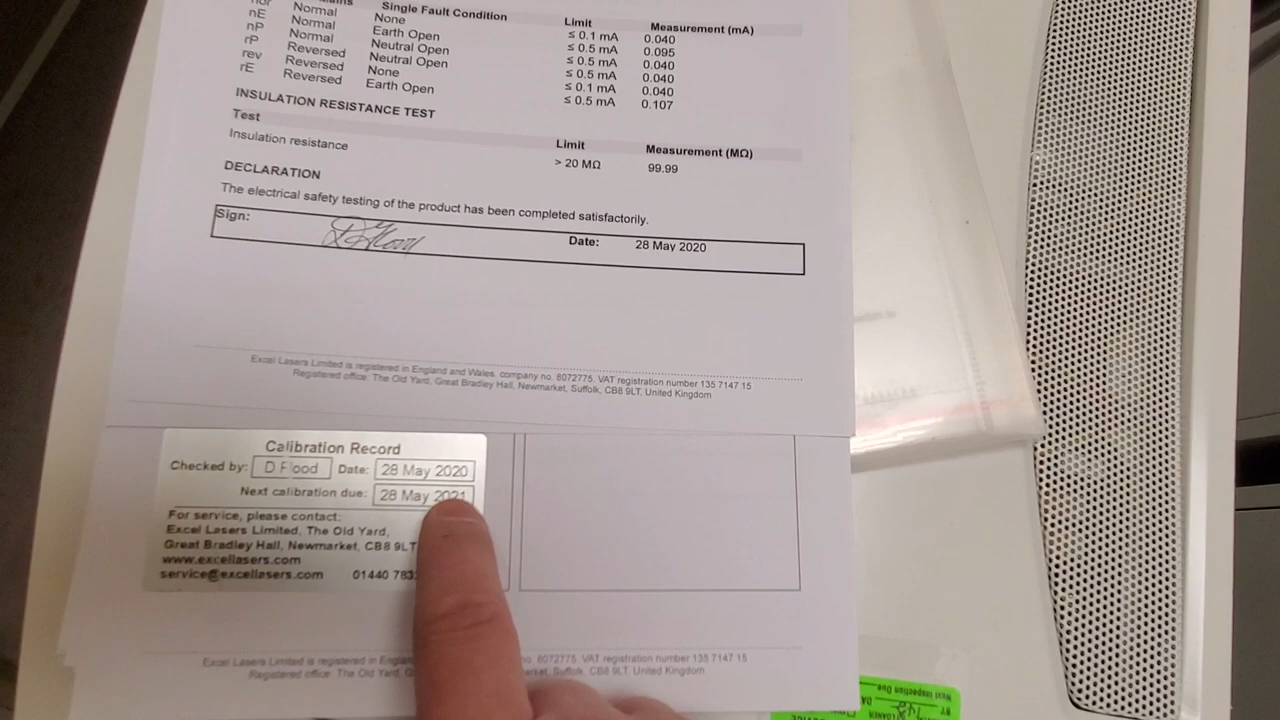 Single Fault Condition Limit Measurement (mA)
Normal None ≤ 0.1 mA 0.040
nE Normal Earth Open ≤ 0.5 mA 0.095
nP Normal Neutral Open ≤ 0.5 mA 0.040
rP Reversed Neutral Open ≤ 0.5 mA 0.040
rev Reversed None ≤ 0.1 mA 0.040
rE Reversed Earth Open ≤ 0.5 mA 0.107
INSULATION RESISTANCE TEST
Test Limit Measurement (MΩ)
Insulation resistance > 20 MΩ 99.99
DECLARATION
The electrical safety testing of the product has been completed satisfactorily.
Sign: Date: 28 May 2020
Excel Lasers Limited is registered in England and Wales, company no. 8072775. VAT registration number 135 7147 15
Registered office: The Old Yard, Great Bradley Hall, Newmarket, Suffolk, CB8 9LT, United Kingdom
Calibration Record
Checked by: D Flood Date: 28 May 2020
Next calibration due: 28 May 2021
For service, please contact:
Excel Lasers Limited, The Old Yard,
Great Bradley Hall, Newmarket, CB8 9LT
www.excellasers.com
service@excellasers.com 01440 783
Excel Lasers Limited is registered in no. 8072775. VAT registration number 135 7147 15
Registered office: The Old Yard, Suffolk, CB8 9LT, United Kingdom
Next Inspection Due